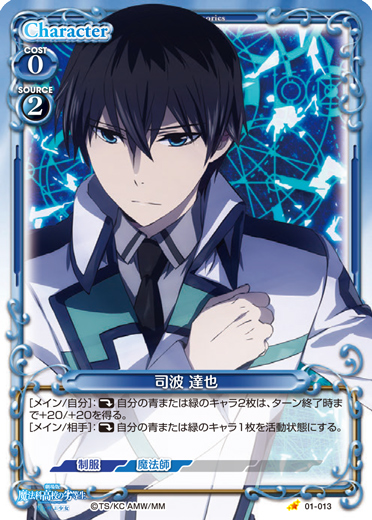 Character
COST
0
SOURCE
2
司波 達也
[メイン/自分]:自分の青または緑のキャラ2枚は、ターン終了時ま
で+20/+20を得る。
[メイン/相手]:自分の青または緑のキャラ1枚を活動状態にする。
制服 魔法師
劇場版
魔法科高校の劣等生
©TS/KC AMW/MM
01-013